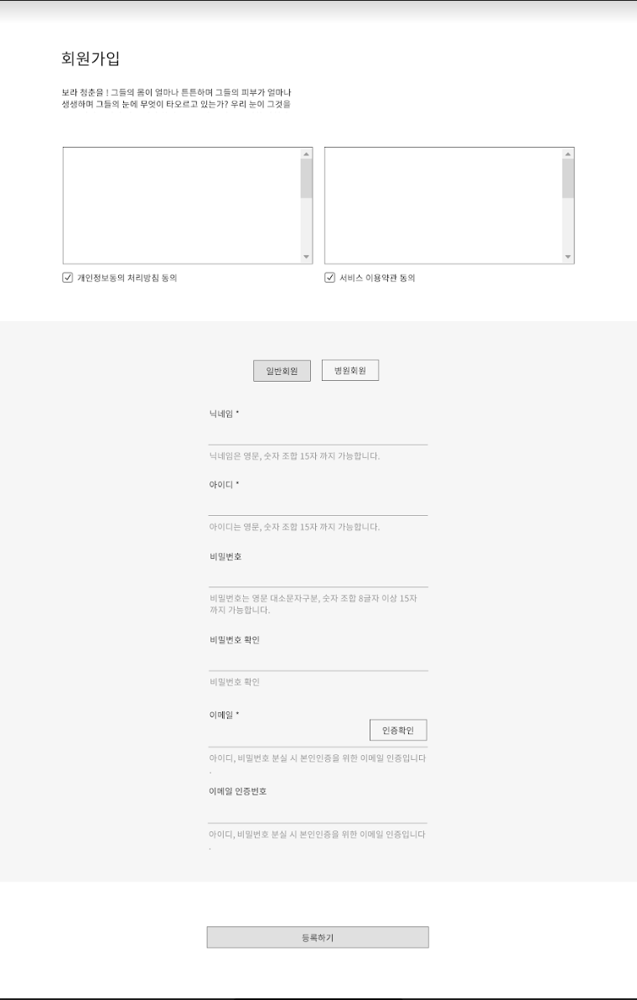 회원가입
보라 청춘을 ! 그들의 몸이 얼마나 튼튼하며 그들의 피부가 얼마나
생생하며 그들의 눈에 무엇이 타오르고 있는가? 우리 눈이 그것을
개인정보동의 처리방침 동의
서비스 이용약관 동의
일반회원
병원회원
닉네임 *
닉네임은 영문, 숫자 조합 15자 까지 가능합니다.
아이디 *
아이디는 영문, 숫자 조합 15자 까지 가능합니다.
비밀번호
비밀번호는 영문 대소문자구분, 숫자 조합 8글자 이상 15자
까지 가능합니다.
비밀번호 확인
비밀번호 확인
이메일 *
인증확인
아이디, 비밀번호 분실 시 본인인증을 위한 이메일 인증입니다
.
이메일 인증번호
아이디, 비밀번호 분실 시 본인인증을 위한 이메일 인증입니다
.
등록하기